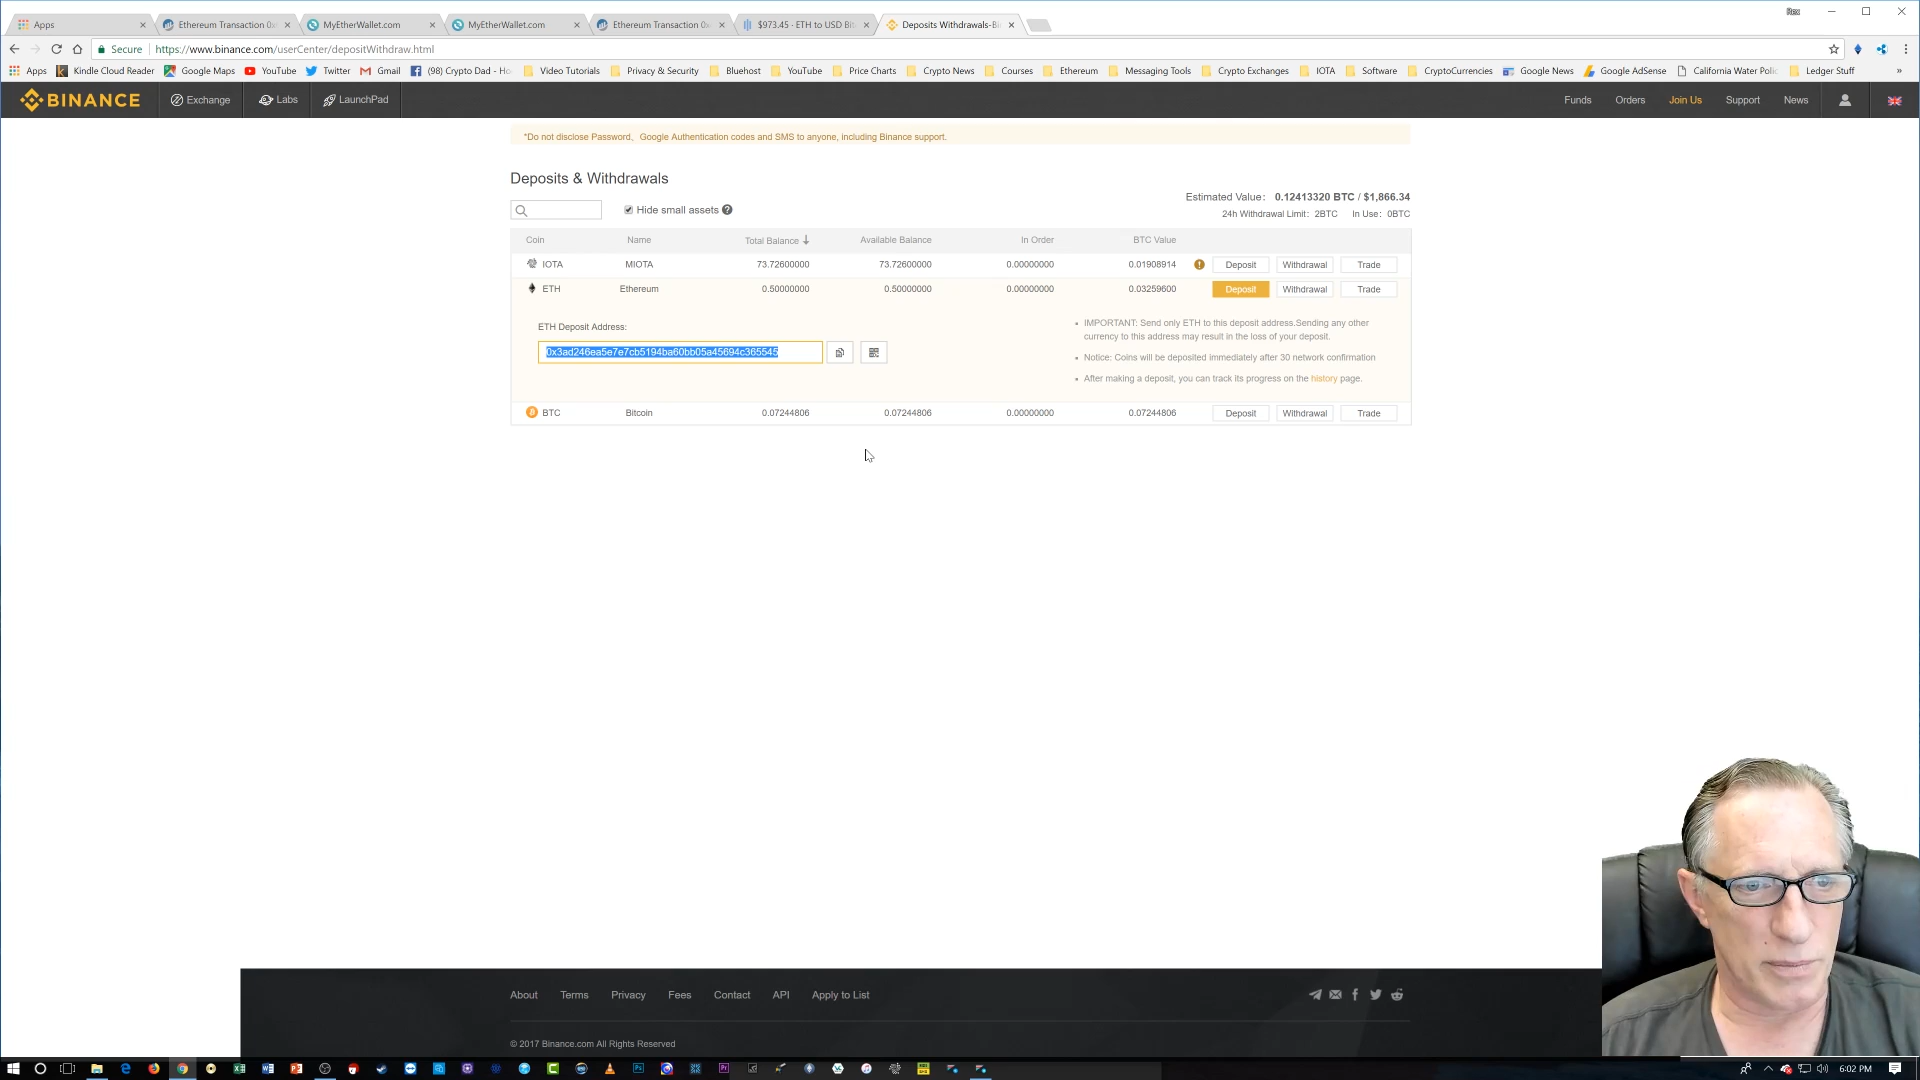 Apps
Ethereum Transaction 0x
MyEtherWallet.com
MyEtherWallet.com
Ethereum Transaction 0x
$973.45 · ETH to USD Bit
Deposits Withdrawals-Bi
Secure
https://www.binance.com/userCenter/depositWithdraw.html
Apps
Kindle Cloud Reader
Google Maps
YouTube
Twitter
Gmail
(98) Crypto Dad - Ho
Video Tutorials
Privacy & Security
Bluehost
YouTube
Price Charts
Crypto News
Courses
Ethereum
Messaging Tools
Crypto Exchanges
IOTA
Software
CryptoCurrencies
Google News
Google AdSense
California Water Polic
Ledger Stuff
»
BINANCE
Exchange
Labs
LaunchPad
Funds
Orders
Join Us
Support
News
*Do not disclose Password、Google Authentication codes and SMS to anyone, including Binance support.
Deposits & Withdrawals
Estimated Value： 0.12413320 BTC / $1,866.34
Hide small assets ?
24h Withdrawal Limit：2BTC In Use：0BTC
Coin Name Total Balance Available Balance In Order BTC Value
IOTA MIOTA 73.72600000 73.72600000 0.00000000 0.01908914 Deposit Withdrawal Trade
ETH Ethereum 0.50000000 0.50000000 0.00000000 0.03259600 Deposit Withdrawal Trade
ETH Deposit Address:
0x3ad246ea5e7e7cb5194ba60bb05a45694c365545
IMPORTANT: Send only ETH to this deposit address.Sending any other
currency to this address may result in the loss of your deposit.
Notice: Coins will be deposited immediately after 30 network confirmation
After making a deposit, you can track its progress on the history page.
BTC Bitcoin 0.07244806 0.07244806 0.00000000 0.07244806 Deposit Withdrawal Trade
About
Terms
Privacy
Fees
Contact
API
Apply to List
© 2017 Binance.com All Rights Reserved
6:02 PM